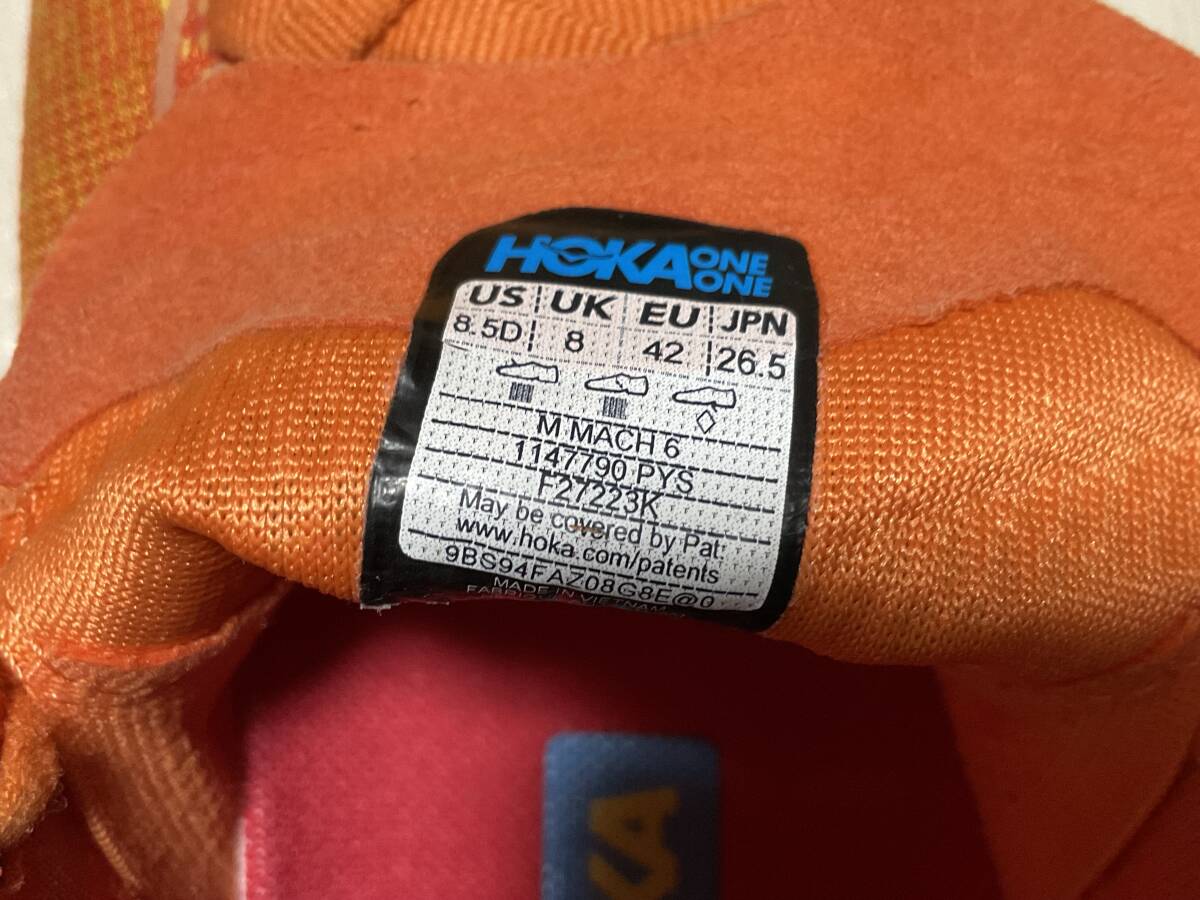 HOKA ONE ONE
US UK EU JPN
8.5D 8 42 26.5
M MACH 6
1147790 PYS
F27223K
May be covered by Pat:
www.hoka.com/patents
9BS94FAZ08G8E@0
MADE IN VIETNAM
KA